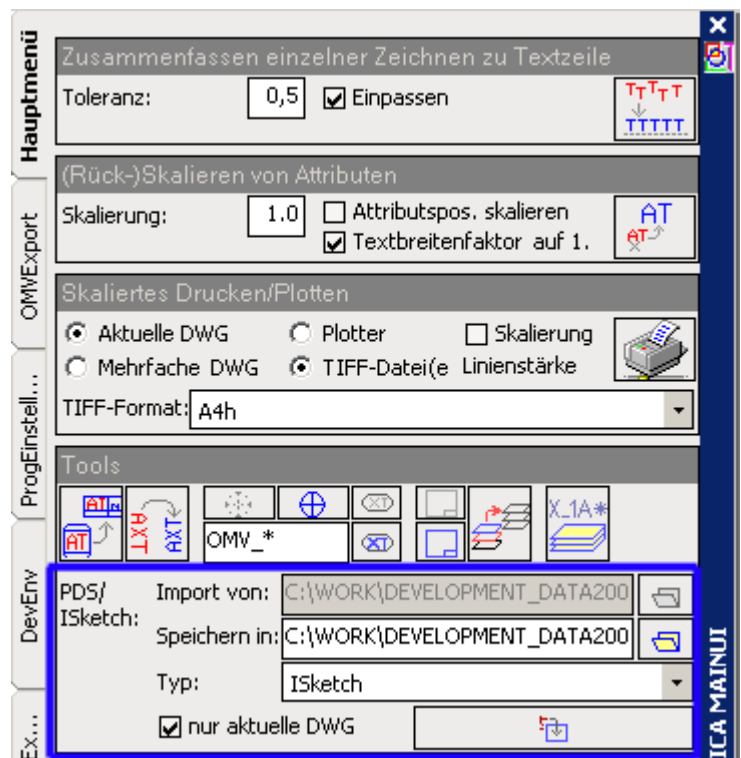 Hauptmenü
OMVExport
ProgEinstell...
DevEnv
Ex...
Zusammenfassen einzelner Zeichnen zu Textzeile
Toleranz: 0,5 Einpassen
(Rück-)Skalieren von Attributen
Skalierung: 1.0 Attributspos. skalieren
Textbreitenfaktor auf 1.
Skaliertes Drucken/Plotten
Aktuelle DWG Plotter Skalierung
Mehrfache DWG TIFF-Datei(e Linienstärke
TIFF-Format: A4h
Tools
X_1A*
OMV_*
PDS/
ISketch:
Import von: C:\WORK\DEVELOPMENT_DATA200
Speichern in: C:\WORK\DEVELOPMENT_DATA200
Typ: ISketch
nur aktuelle DWG
ICA MAINUI